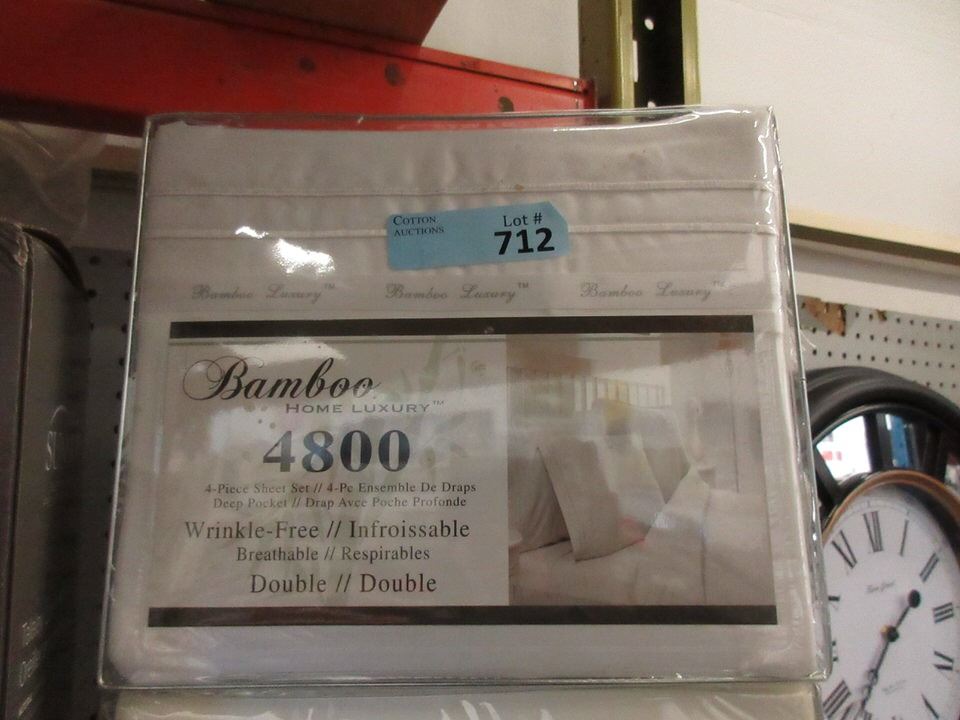 COTTON
AUCTIONS
Lot #
712
Bamboo Luxury™ Bamboo Luxury™ Bamboo Luxury™
Bamboo
HOME LUXURY™
4800
4-Piece Sheet Set // 4-Pc Ensemble De Draps
Deep Pocket // Drap Avec Poche Profonde
Wrinkle-Free // Infroissable
Breathable // Respirables
Double // Double